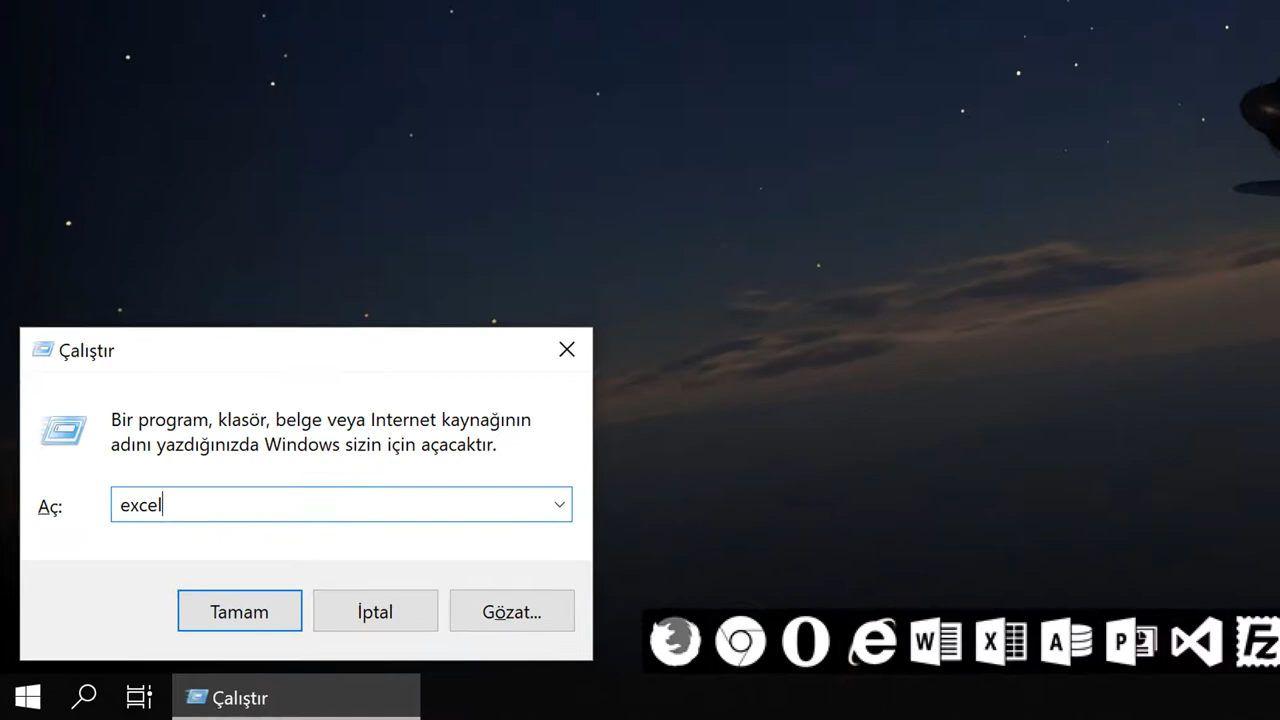 Çalıştır
Bir program, klasör, belge veya Internet kaynağının
adını yazdığınızda Windows sizin için açacaktır.
Aç: excel
Tamam İptal Gözat...
Çalıştır